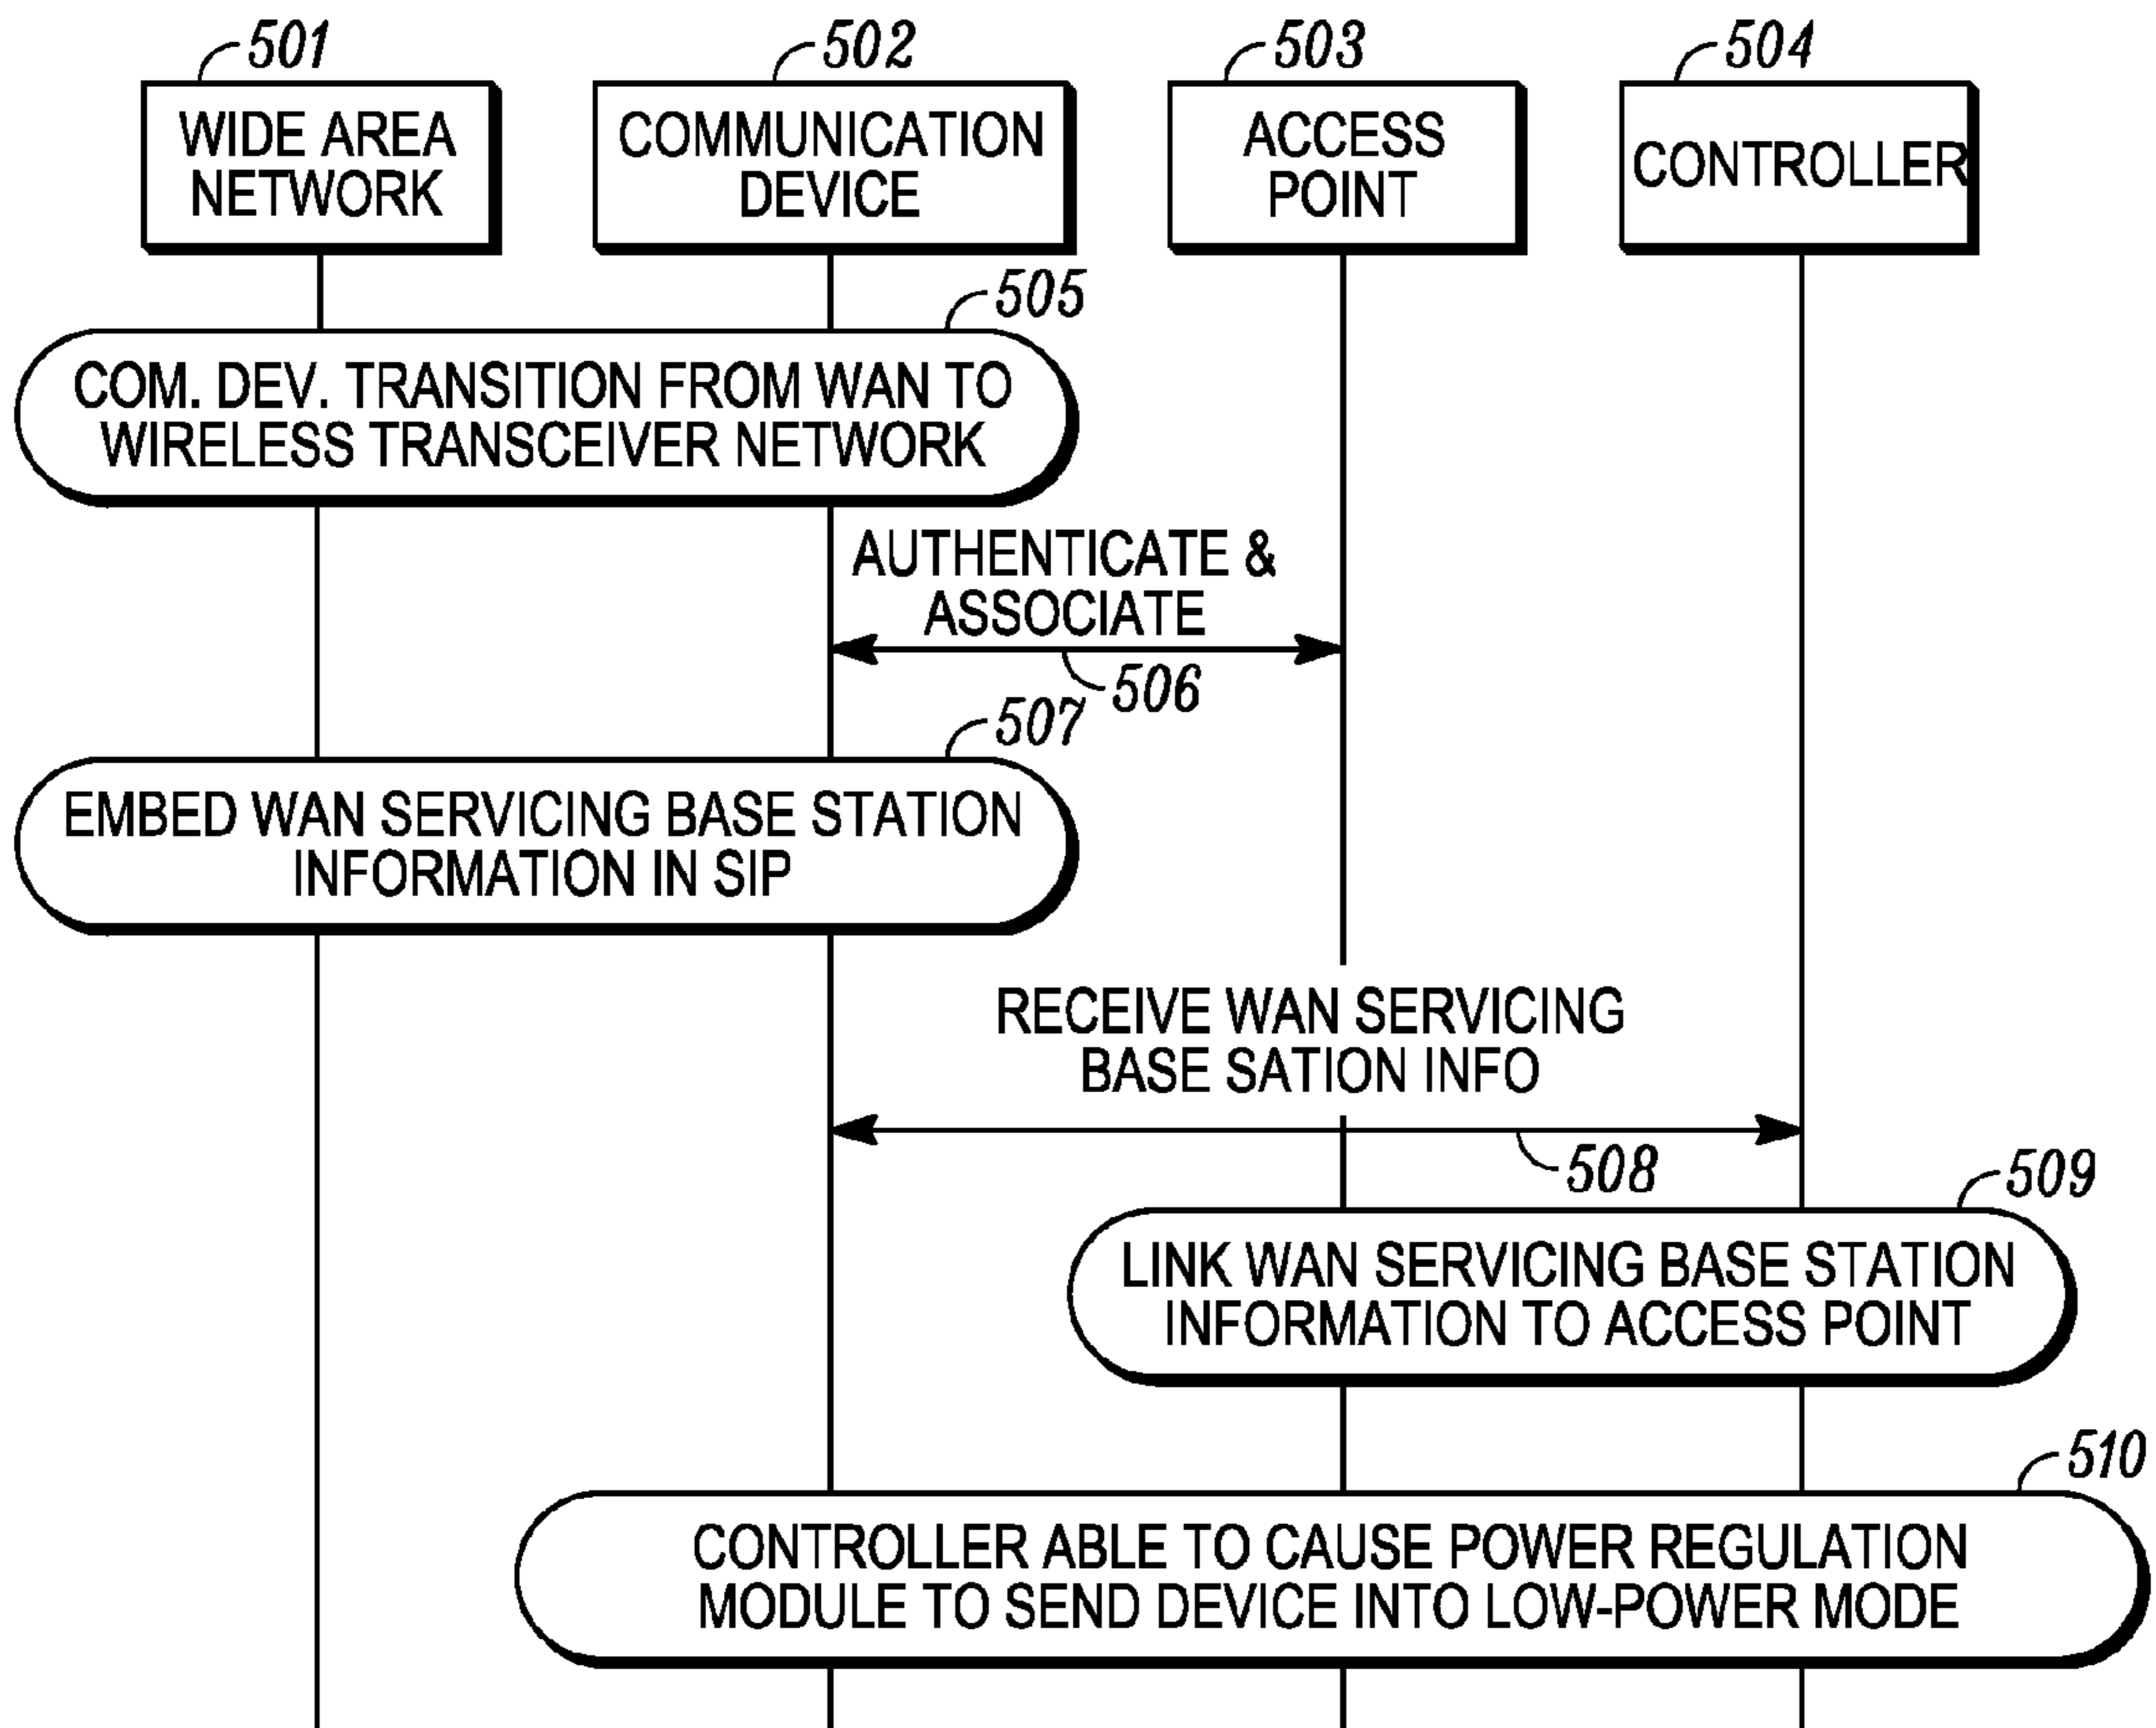 501
502
503
504
WIDE AREA
NETWORK
COMMUNICATION
DEVICE
ACCESS
POINT
CONTROLLER
505
COM. DEV. TRANSITION FROM WAN TO
WIRELESS TRANSCEIVER NETWORK
AUTHENTICATE &
ASSOCIATE
506
507
EMBED WAN SERVICING BASE STATION
INFORMATION IN SIP
RECEIVE WAN SERVICING
BASE SATION INFO
508
509
LINK WAN SERVICING BASE STATION
INFORMATION TO ACCESS POINT
510
CONTROLLER ABLE TO CAUSE POWER REGULATION
MODULE TO SEND DEVICE INTO LOW-POWER MODE